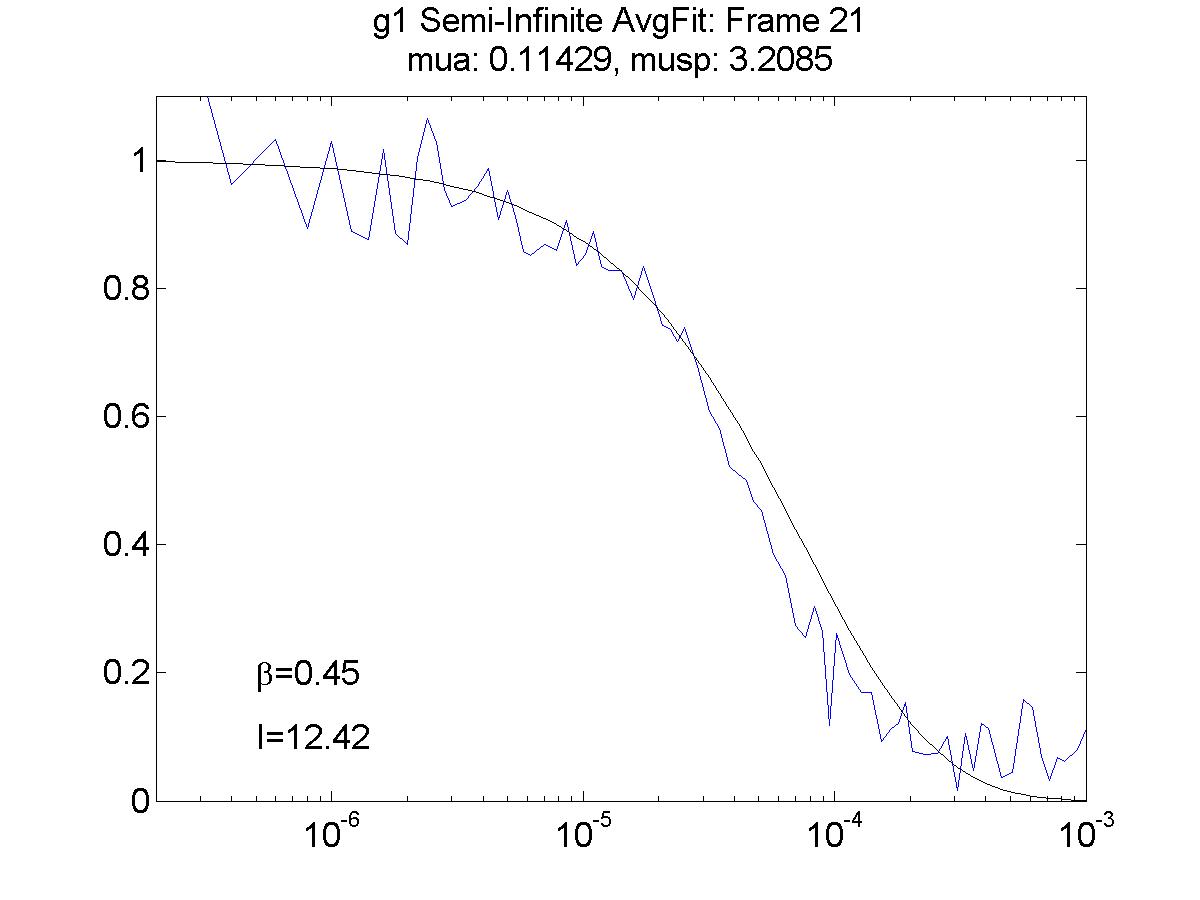 g1 Semi-Infinite AvgFit: Frame 21
mua: 0.11429, musp: 3.2085
1
0.8
0.6
0.4
0.2
0
β=0.45
I=12.42
10^-6
10^-5
10^-4
10^-3